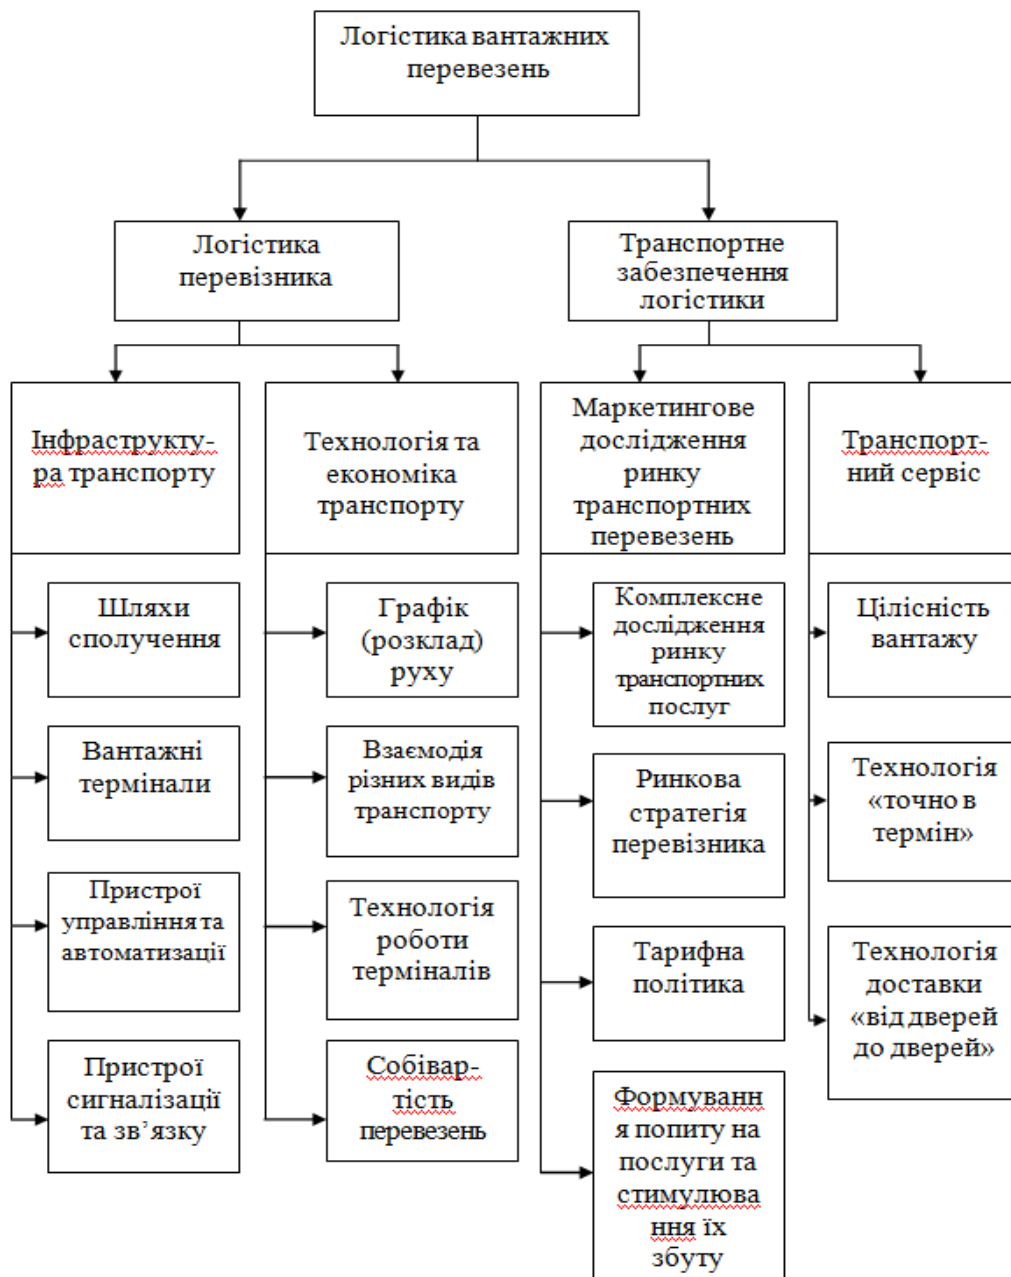 Логістика вантажних
перевезень
Логістика
перевізника
Транспортне
забезпечення
логістики
Інфраструкту-
ра транспорту
Технологія та
економіка
транспорту
Маркетингове
дослідження
ринку
транспортних
перевезень
Транспорт-
ний сервіс
Шляхи
сполучення
Вантажні
термінали
Пристрої
управління та
автоматизації
Пристрої
сигналізації
та зв’язку
Графік
(розклад)
руху
Взаємодія
різних видів
транспорту
Технологія
роботи
терміналів
Собівар-
тість
перевезень
Комплексне
дослідження
ринку
транспортних
послуг
Ринкова
стратегія
перевізника
Тарифна
політика
Формуванн
я попиту на
послуги та
стимулюва
ння їх
збуту
Цілісність
вантажу
Технологія
«точно в
термін»
Технологія
доставки
«від дверей
до дверей»